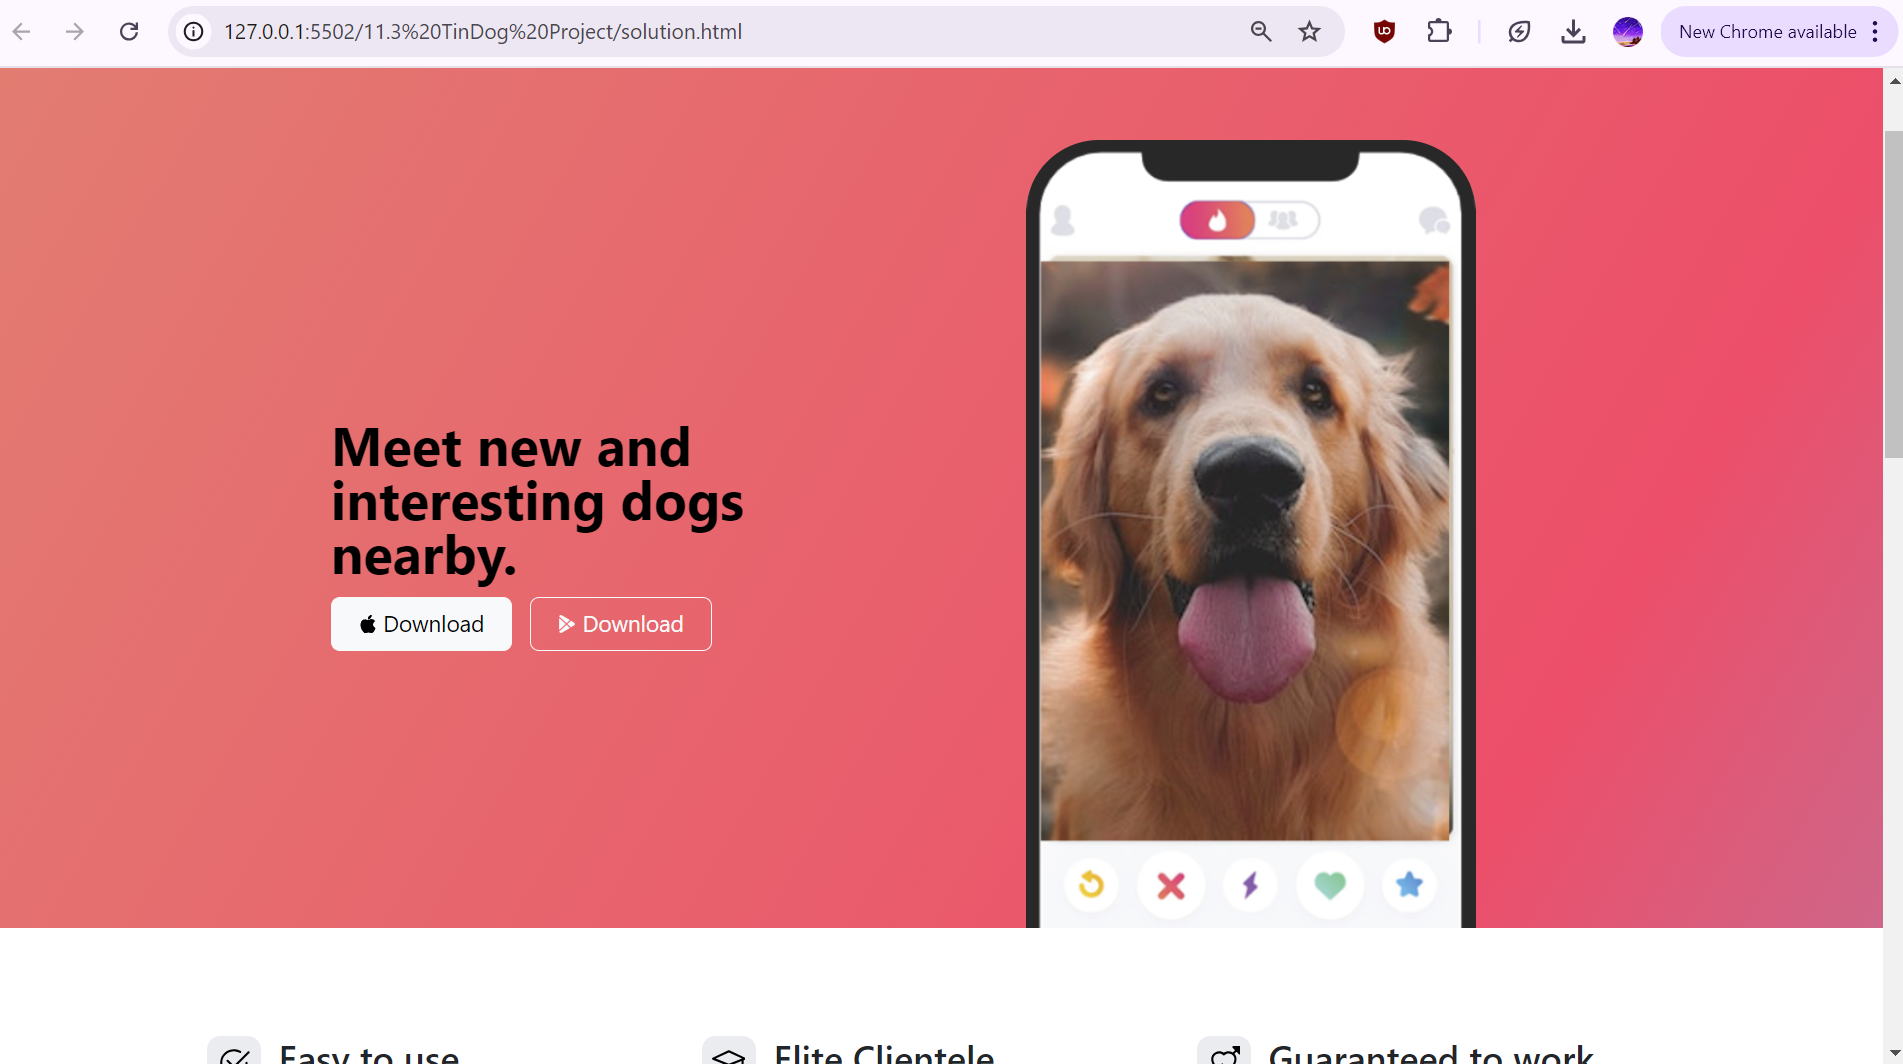 127.0.0.1:5502/11.3%20TinDog%20Project/solution.html
New Chrome available
Meet new and
interesting dogs
nearby.
Download
Download
Easy to use
Elite Clientele
Guaranteed to work